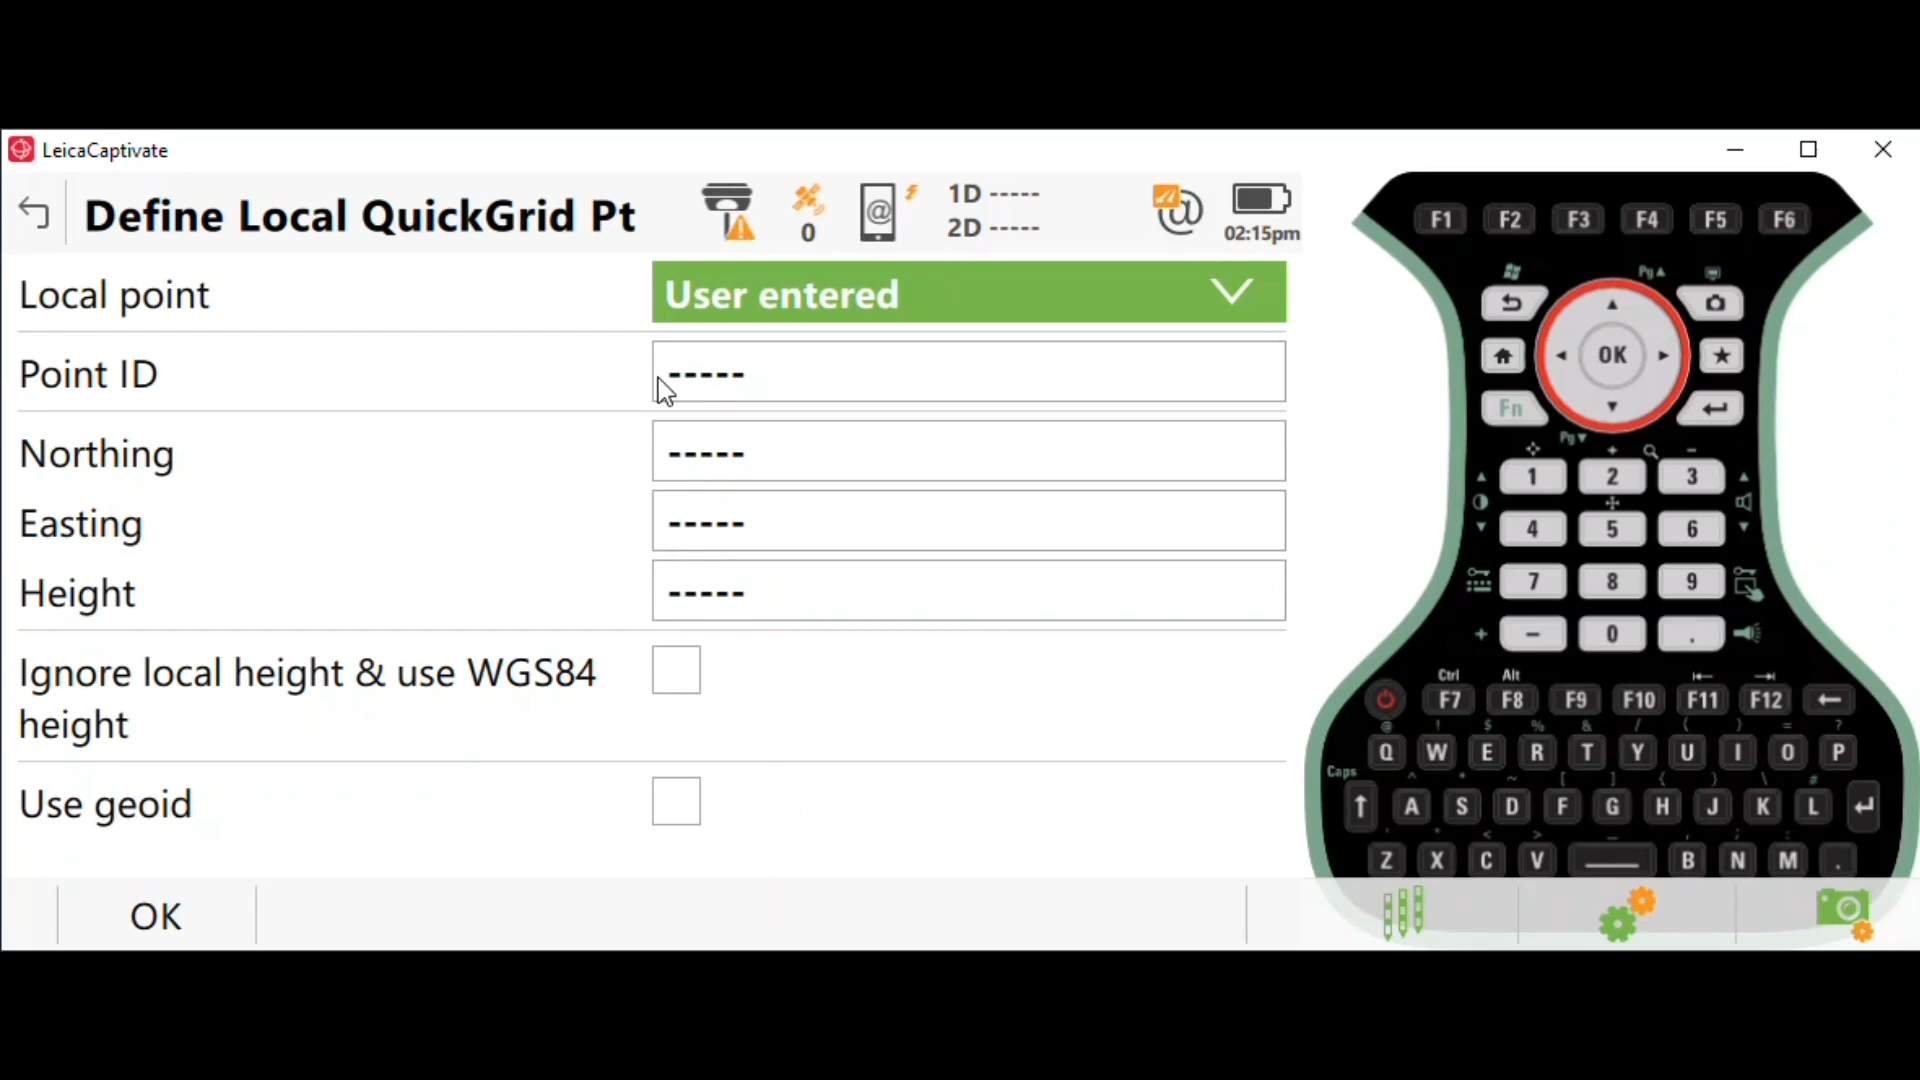 LeicaCaptivate
Define Local QuickGrid Pt
0
1D -----
2D -----
02:15pm
Local point
User entered
Point ID
-----
Northing
-----
Easting
-----
Height
-----
Ignore local height & use WGS84
height
Use geoid
OK
F1 F2 F3 F4 F5 F6
Pg
OK
Fn
Pg
+ -
1 2 3
4 5 6
7 8 9
+ - 0 .
Ctrl Alt
F7 F8 F9 F10 F11 F12
@ ! $ % & / ( ) = ?
Q W E R T Y U I O P
Caps ^ * ~ [ ] { } \ #
A S D F G H J K L
' " < > _ , ; :
Z X C V B N M .